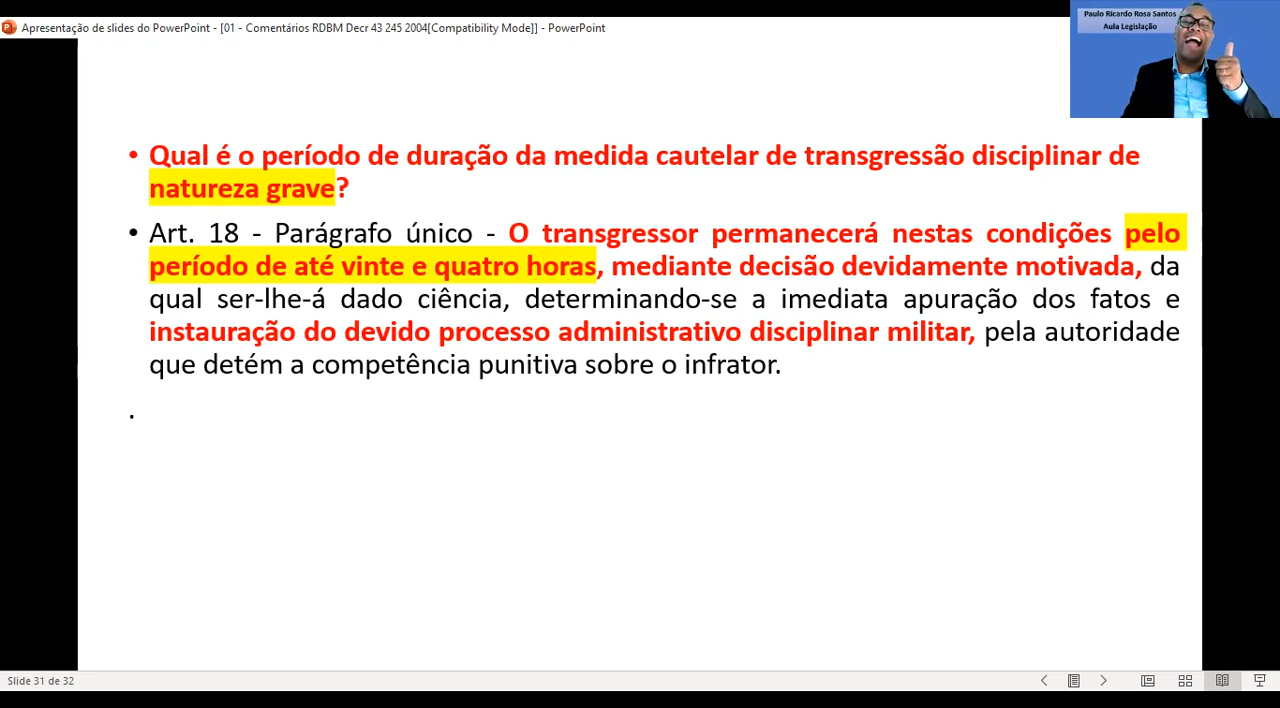 Apresentação de slides do PowerPoint - [01 - Comentários RDBM Decr 43 245 2004[Compatibility Mode]] - PowerPoint
Paulo Ricardo Rosa Santos
Aula Legislação
• Qual é o período de duração da medida cautelar de transgressão disciplinar de
natureza grave?
• Art. 18 - Parágrafo único - O transgressor permanecerá nestas condições pelo
período de até vinte e quatro horas, mediante decisão devidamente motivada, da
qual ser-lhe-á dado ciência, determinando-se a imediata apuração dos fatos e
instauração do devido processo administrativo disciplinar militar, pela autoridade
que detém a competência punitiva sobre o infrator.
.
Slide 31 de 32